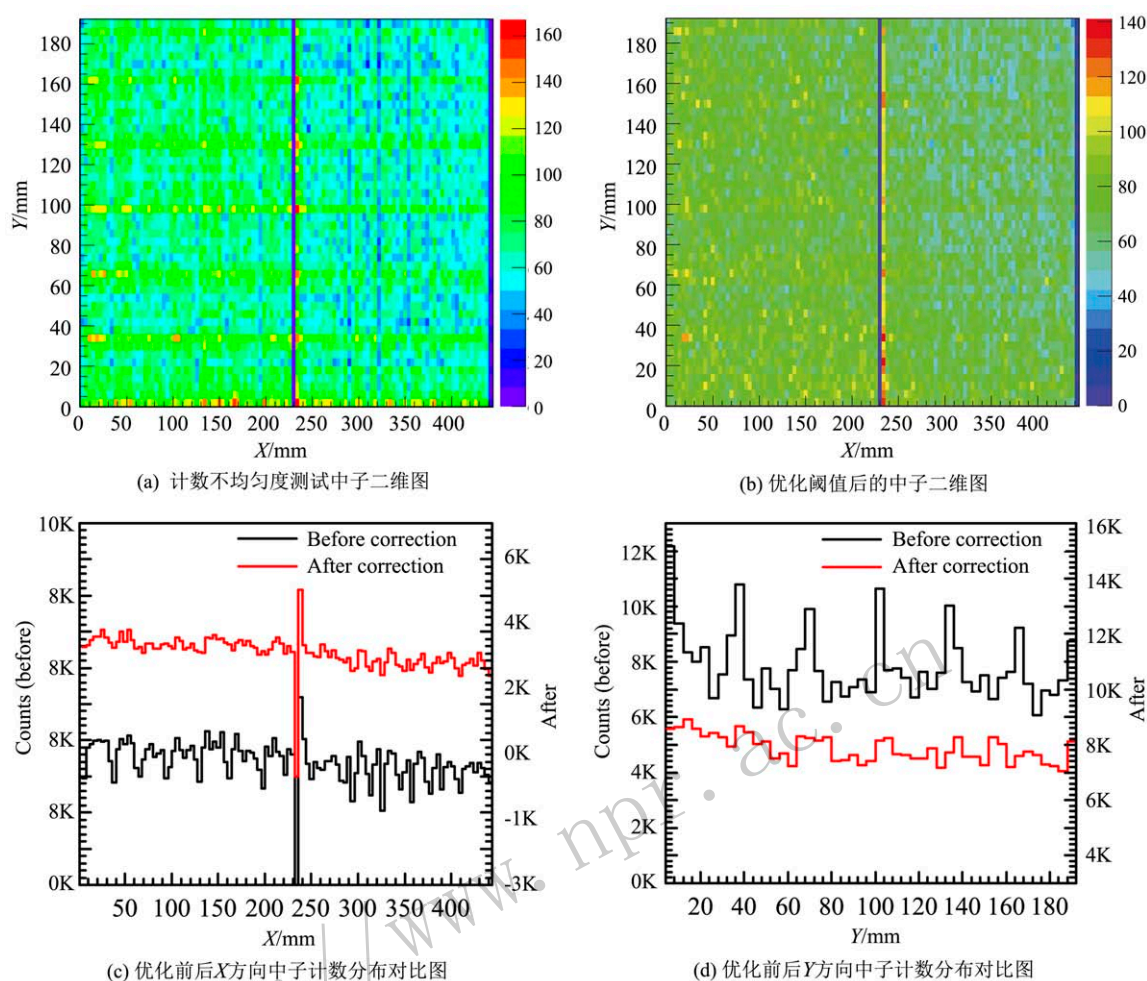 160
140
120
100
80
60
40
20
0
180
160
140
120
100
80
60
40
20
0
Y/mm
0 50 100 150 200 250 300 350 400
X/mm
(a) 计数不均匀度测试中子二维图
140
120
100
80
60
40
20
0
180
160
140
120
100
80
60
40
20
0
Y/mm
0 50 100 150 200 250 300 350 400
X/mm
(b) 优化阈值后的中子二维图
10K
8K
8K
8K
8K
0K
Counts (before)
Before correction
After correction
6K
4K
2K
0K
-1K
-3K
After
50 100 150 200 250 300 350 400
X/mm
(c) 优化前后X方向中子计数分布对比图
12K
10K
8K
6K
4K
2K
0K
Counts (before)
Before correction
After correction
16K
14K
12K
10K
8K
6K
4K
After
20 40 60 80 100 120 140 160 180
Y/mm
(d) 优化前后Y方向中子计数分布对比图
//www.npr.ac.cn